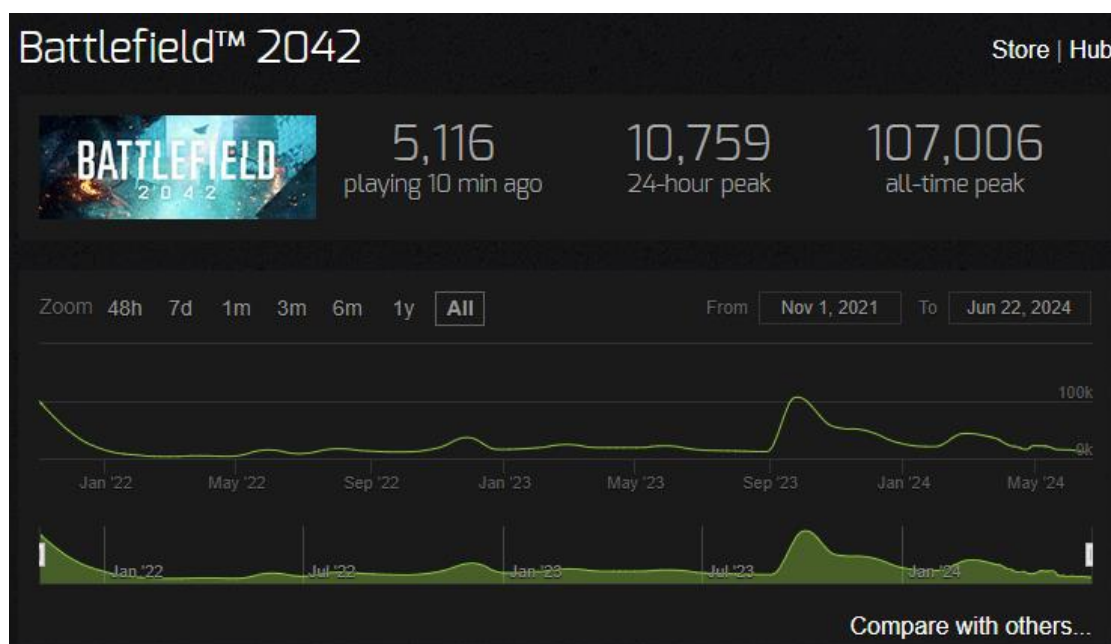 Battlefield™ 2042
Store | Hub
BATTLEFIELD
2042
5,116
playing 10 min ago
10,759
24-hour peak
107,006
all-time peak
Zoom 48h 7d 1m 3m 6m 1y All
From Nov 1, 2021 To Jun 22, 2024
100k
0k
Jan '22 May '22 Sep '22 Jan '23 May '23 Sep '23 Jan '24 May '24
Jan '22 Jul '22 Jan '23 Jul '23 Jan '24
Compare with others...